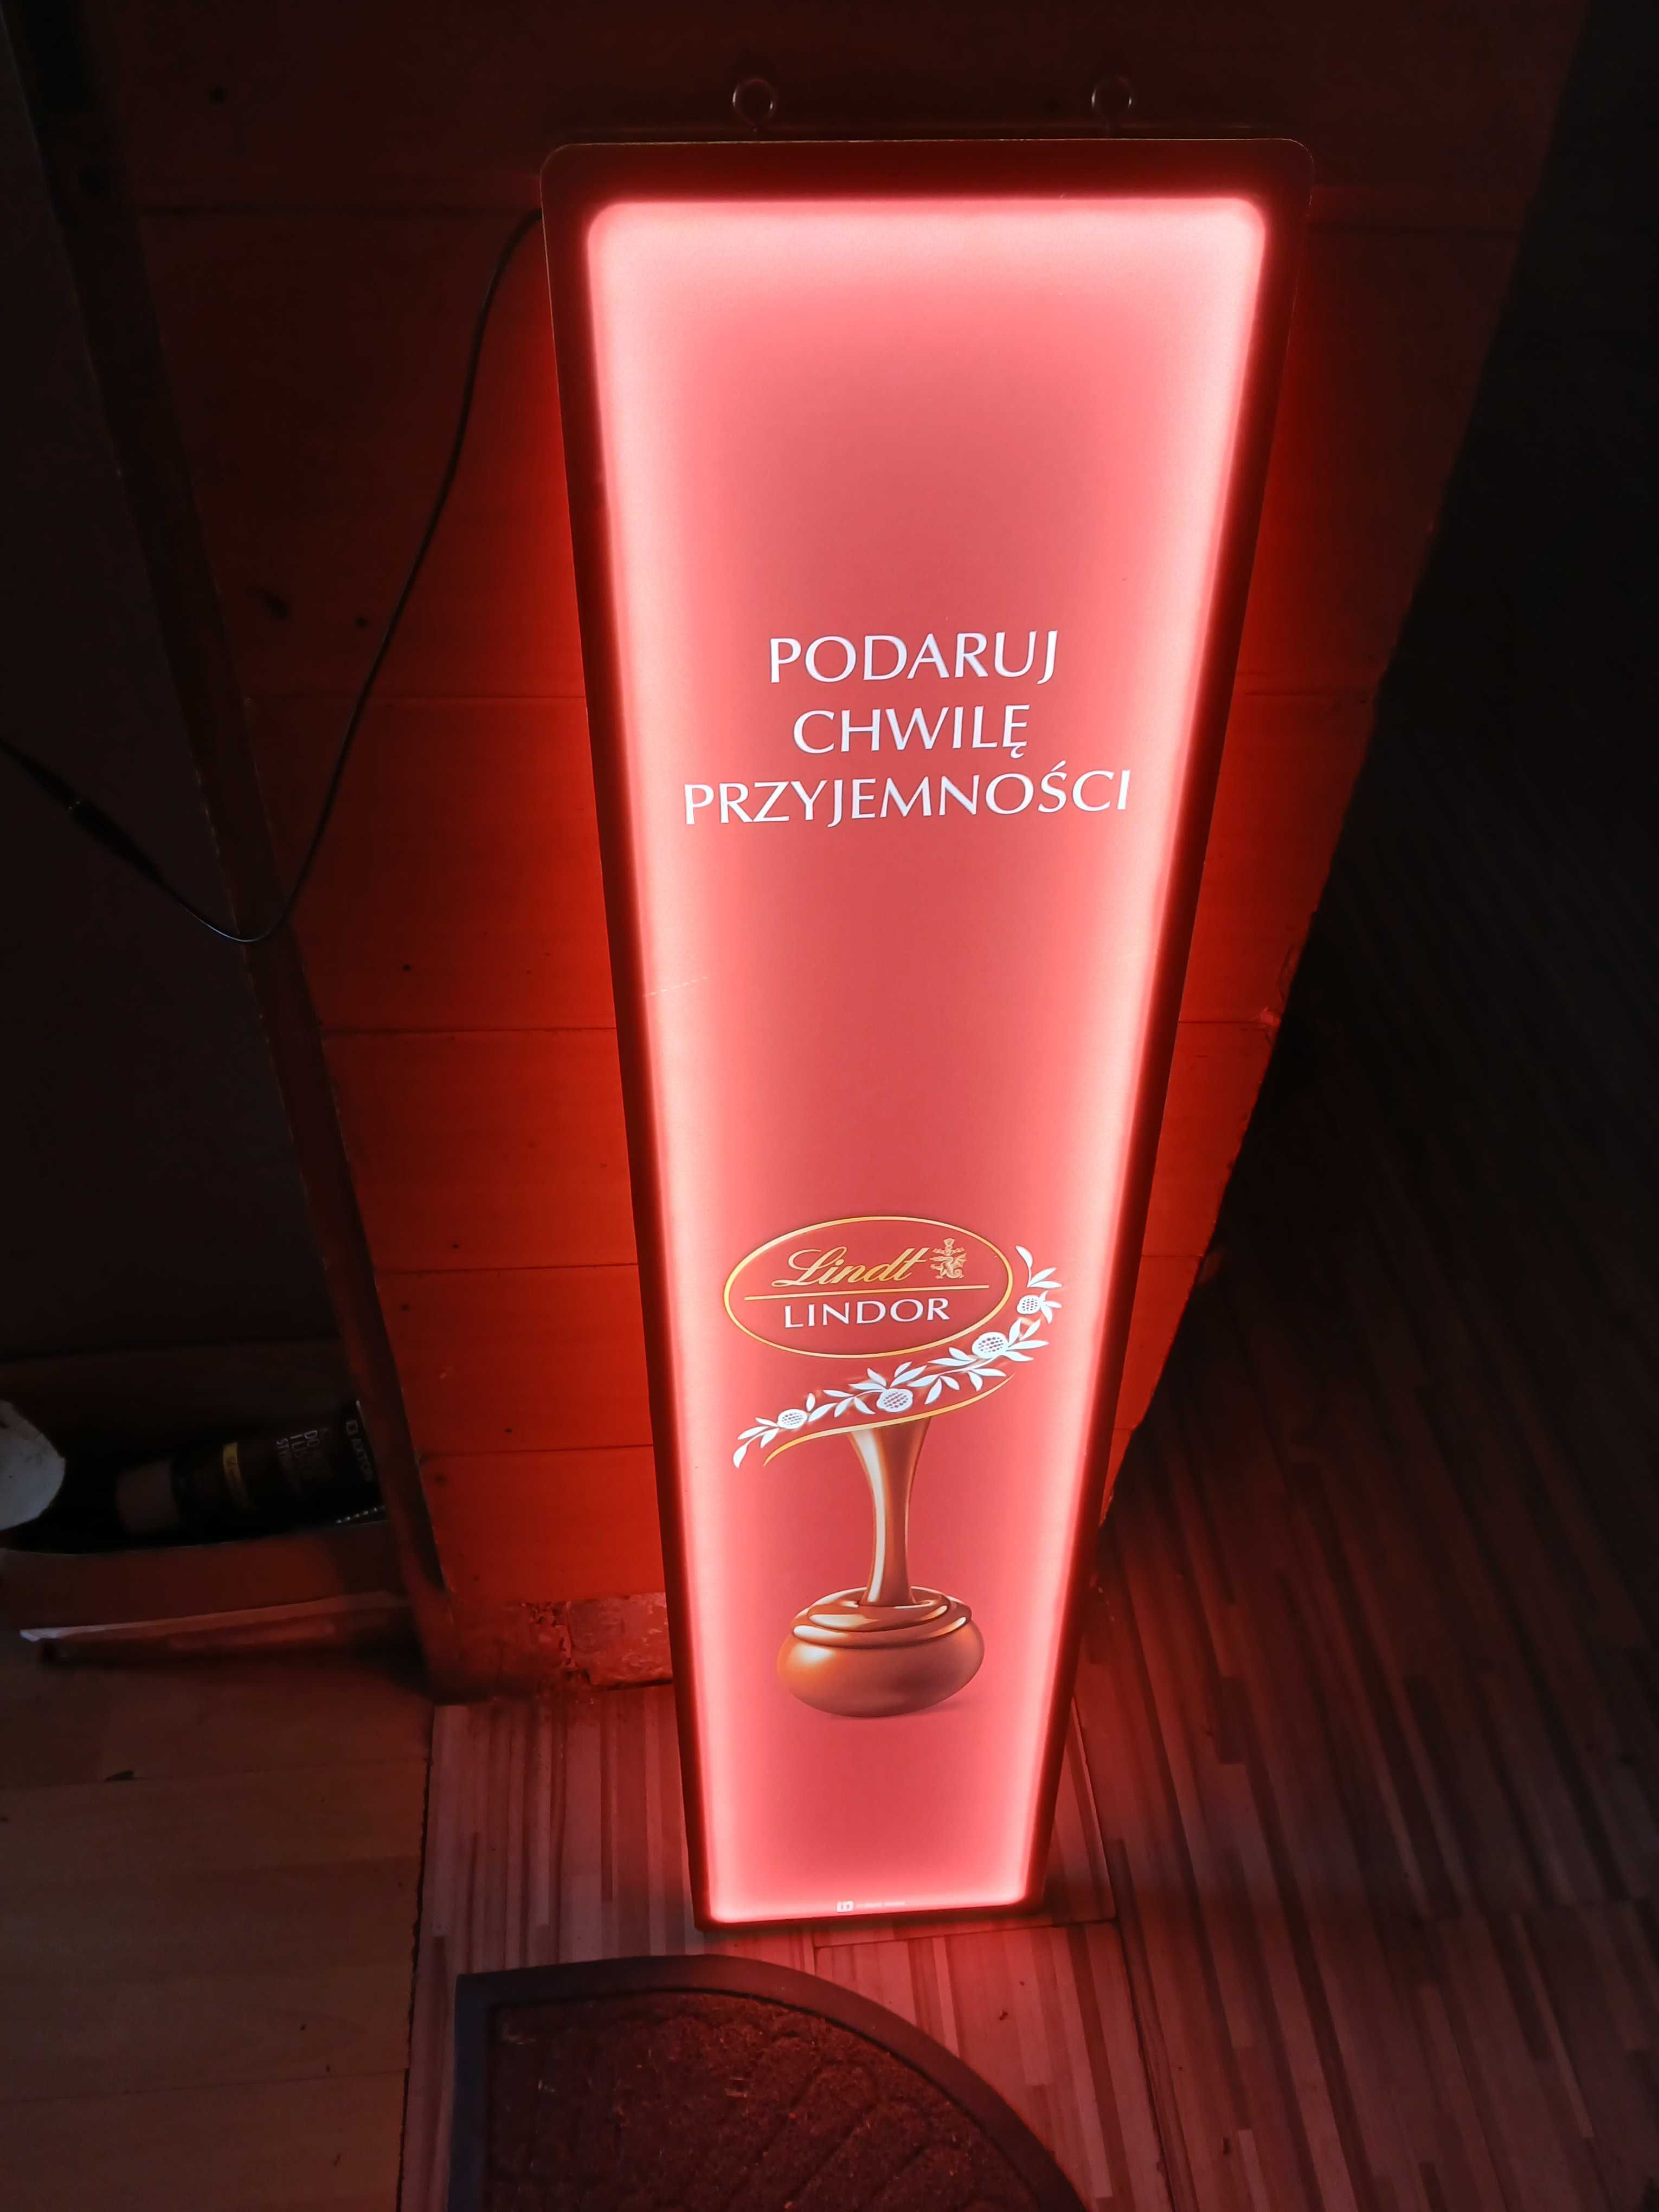 PODARUJ
CHWILĘ
PRZYJEMNOŚCI
Lindt
LINDOR